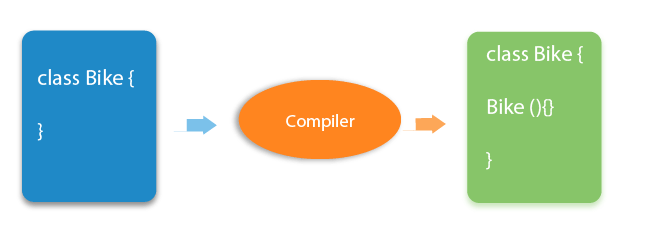 class Bike {
}
Compiler
class Bike {
Bike (){}
}